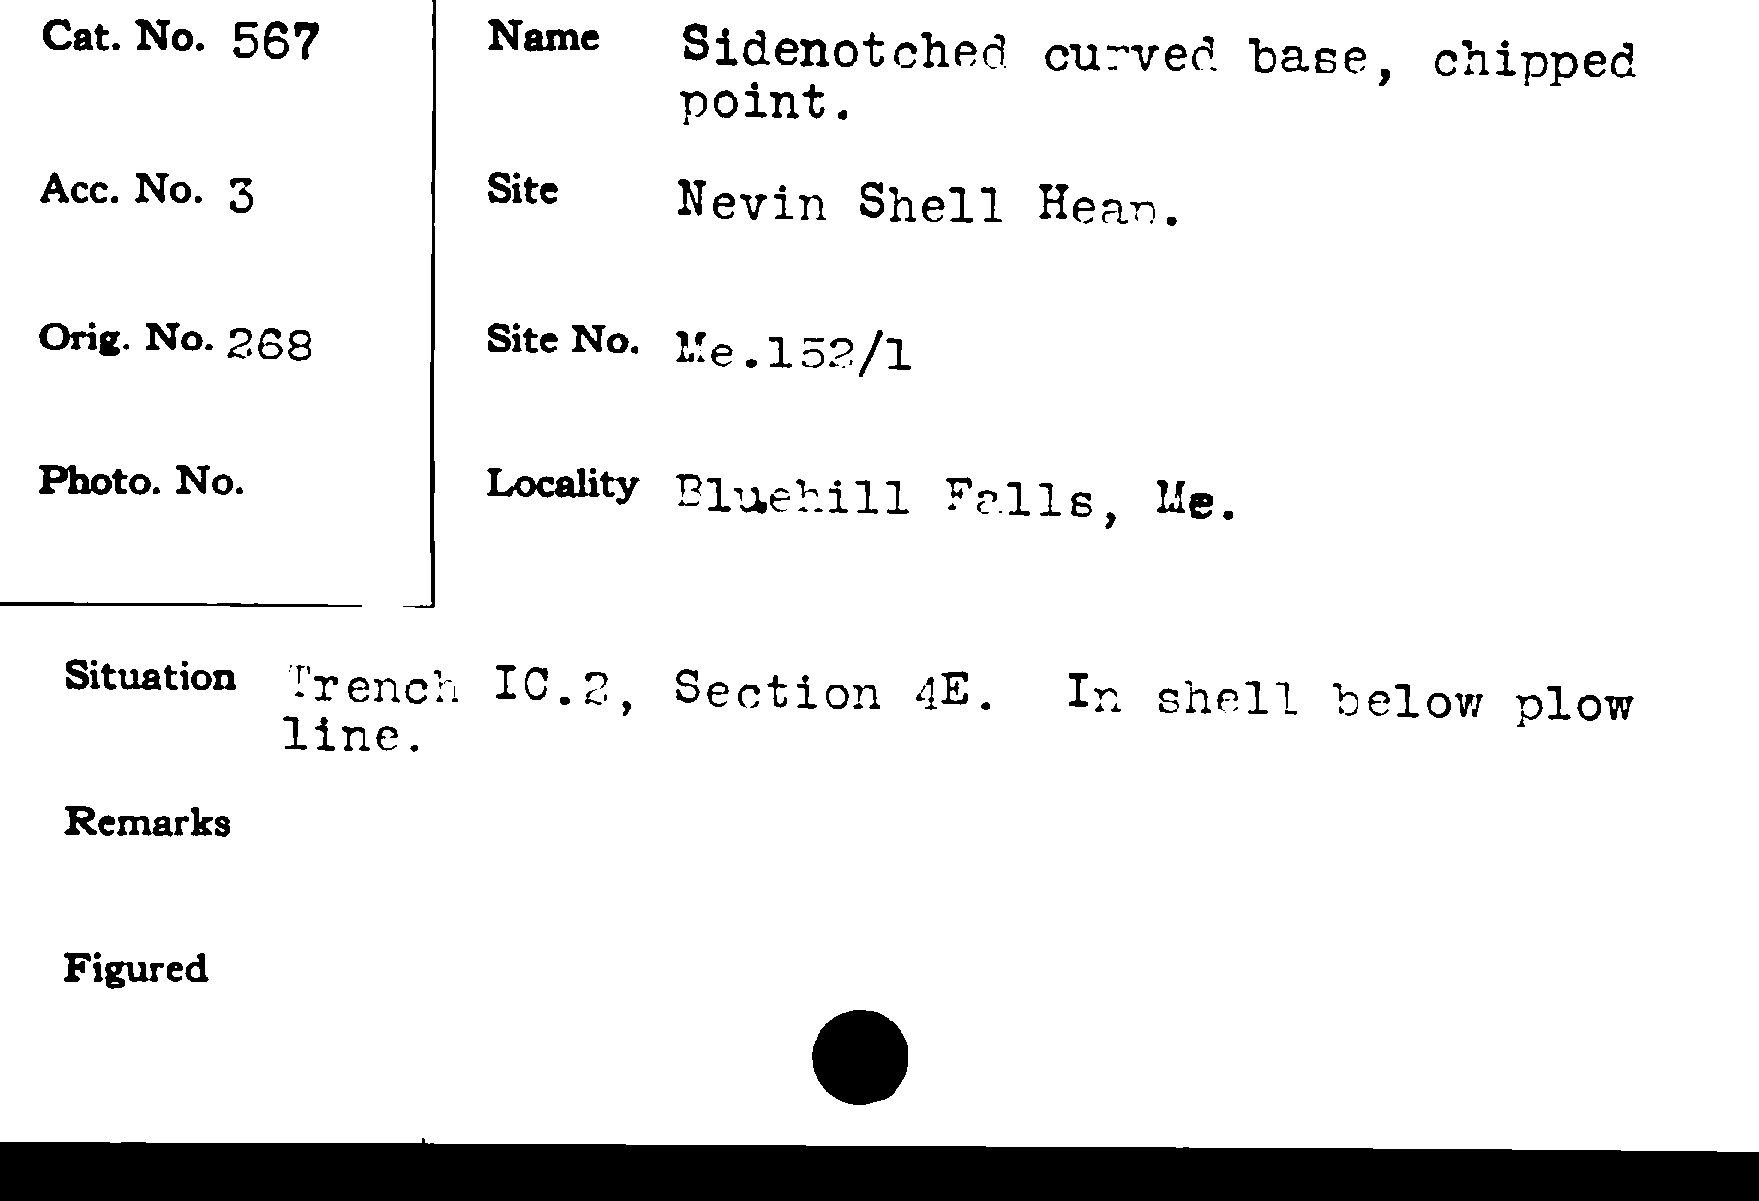 Cat. No. 567
Name Sidenotched curved base, chipped
point.
Acc. No. 3
Site Nevin Shell Heap.
Orig. No. 268
Site No. Me.152/1
Photo. No.
Locality Bluehill Falls, Me.
Situation Trench IC.2, Section 4E. In shell below plow
line.
Remarks
Figured